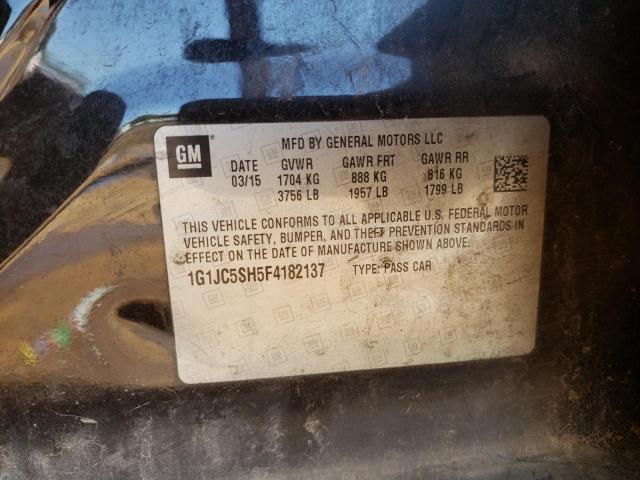 GM
MFD BY GENERAL MOTORS LLC
DATE GVWR GAWR FRT GAWR RR
03/15 1704 KG 888 KG 816 KG
3756 LB 1957 LB 1799 LB
THIS VEHICLE CONFORMS TO ALL APPLICABLE U.S. FEDERAL MOTOR
VEHICLE SAFETY, BUMPER, AND THEFT PREVENTION STANDARDS IN
EFFECT ON THE DATE OF MANUFACTURE SHOWN ABOVE.
1G1JC5SH5F4182137 TYPE: PASS CAR